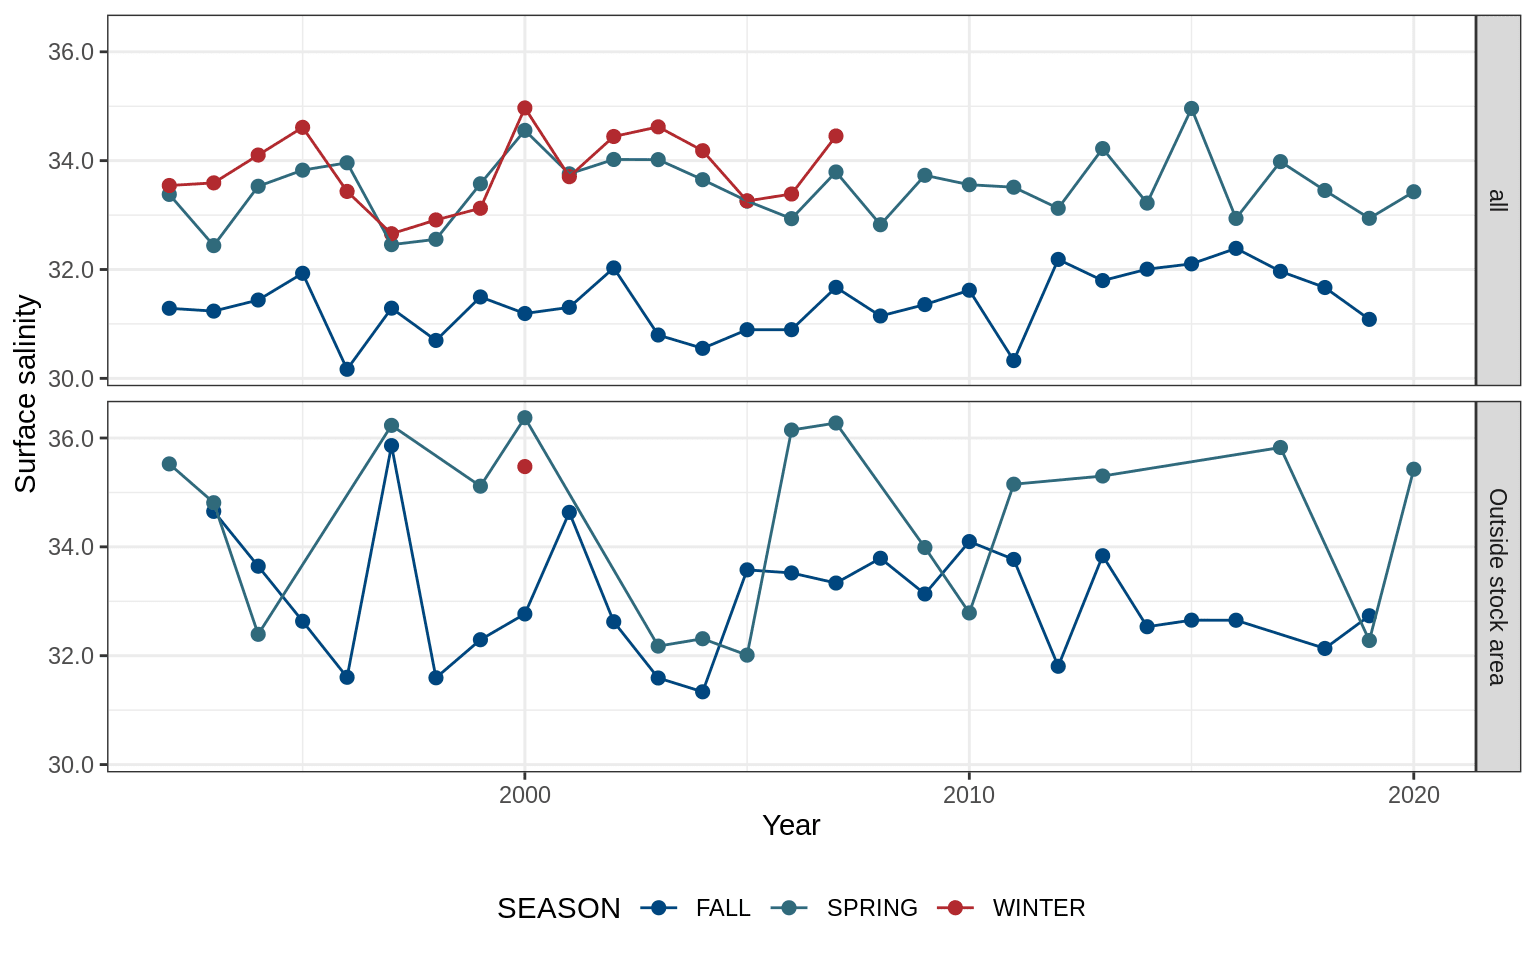 Surface salinity
36.0
34.0
32.0
30.0
all
36.0
34.0
32.0
30.0
Outside stock area
2000
2010
2020
Year
SEASON FALL SPRING WINTER